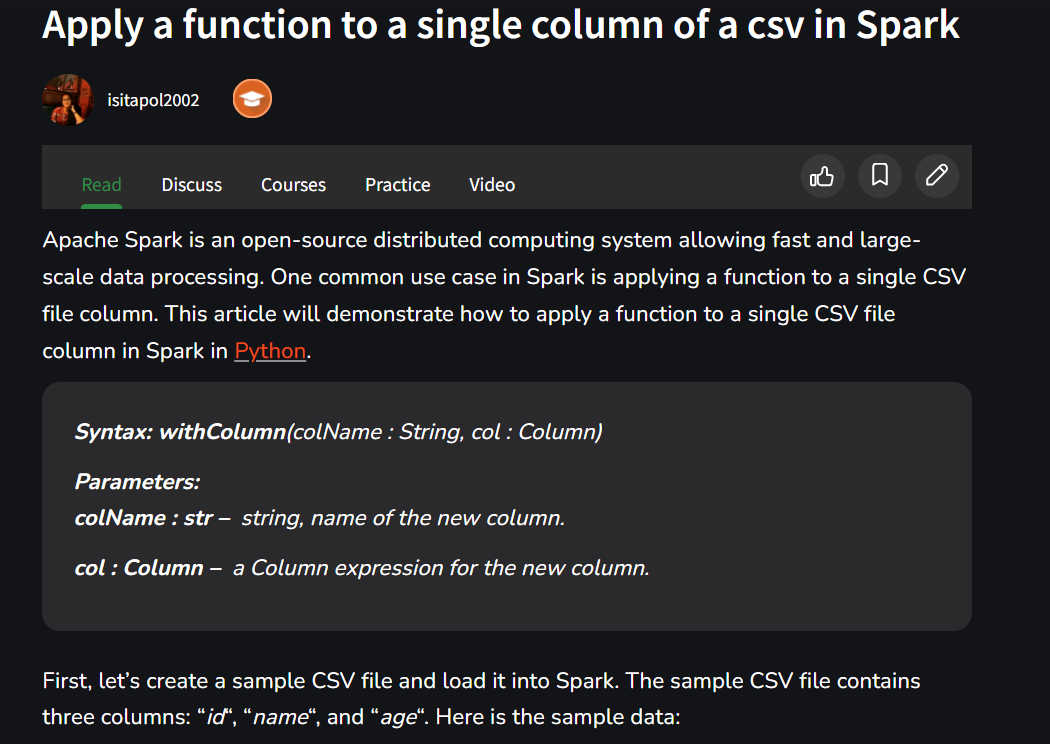 Apply a function to a single column of a csv in Spark
isitapol2002
Read Discuss Courses Practice Video
Apache Spark is an open-source distributed computing system allowing fast and large-
scale data processing. One common use case in Spark is applying a function to a single CSV
file column. This article will demonstrate how to apply a function to a single CSV file
column in Spark in Python.
Syntax: withColumn(colName : String, col : Column)
Parameters:
colName : str – string, name of the new column.
col : Column – a Column expression for the new column.
First, let’s create a sample CSV file and load it into Spark. The sample CSV file contains
three columns: “id“, “name“, and “age“. Here is the sample data: